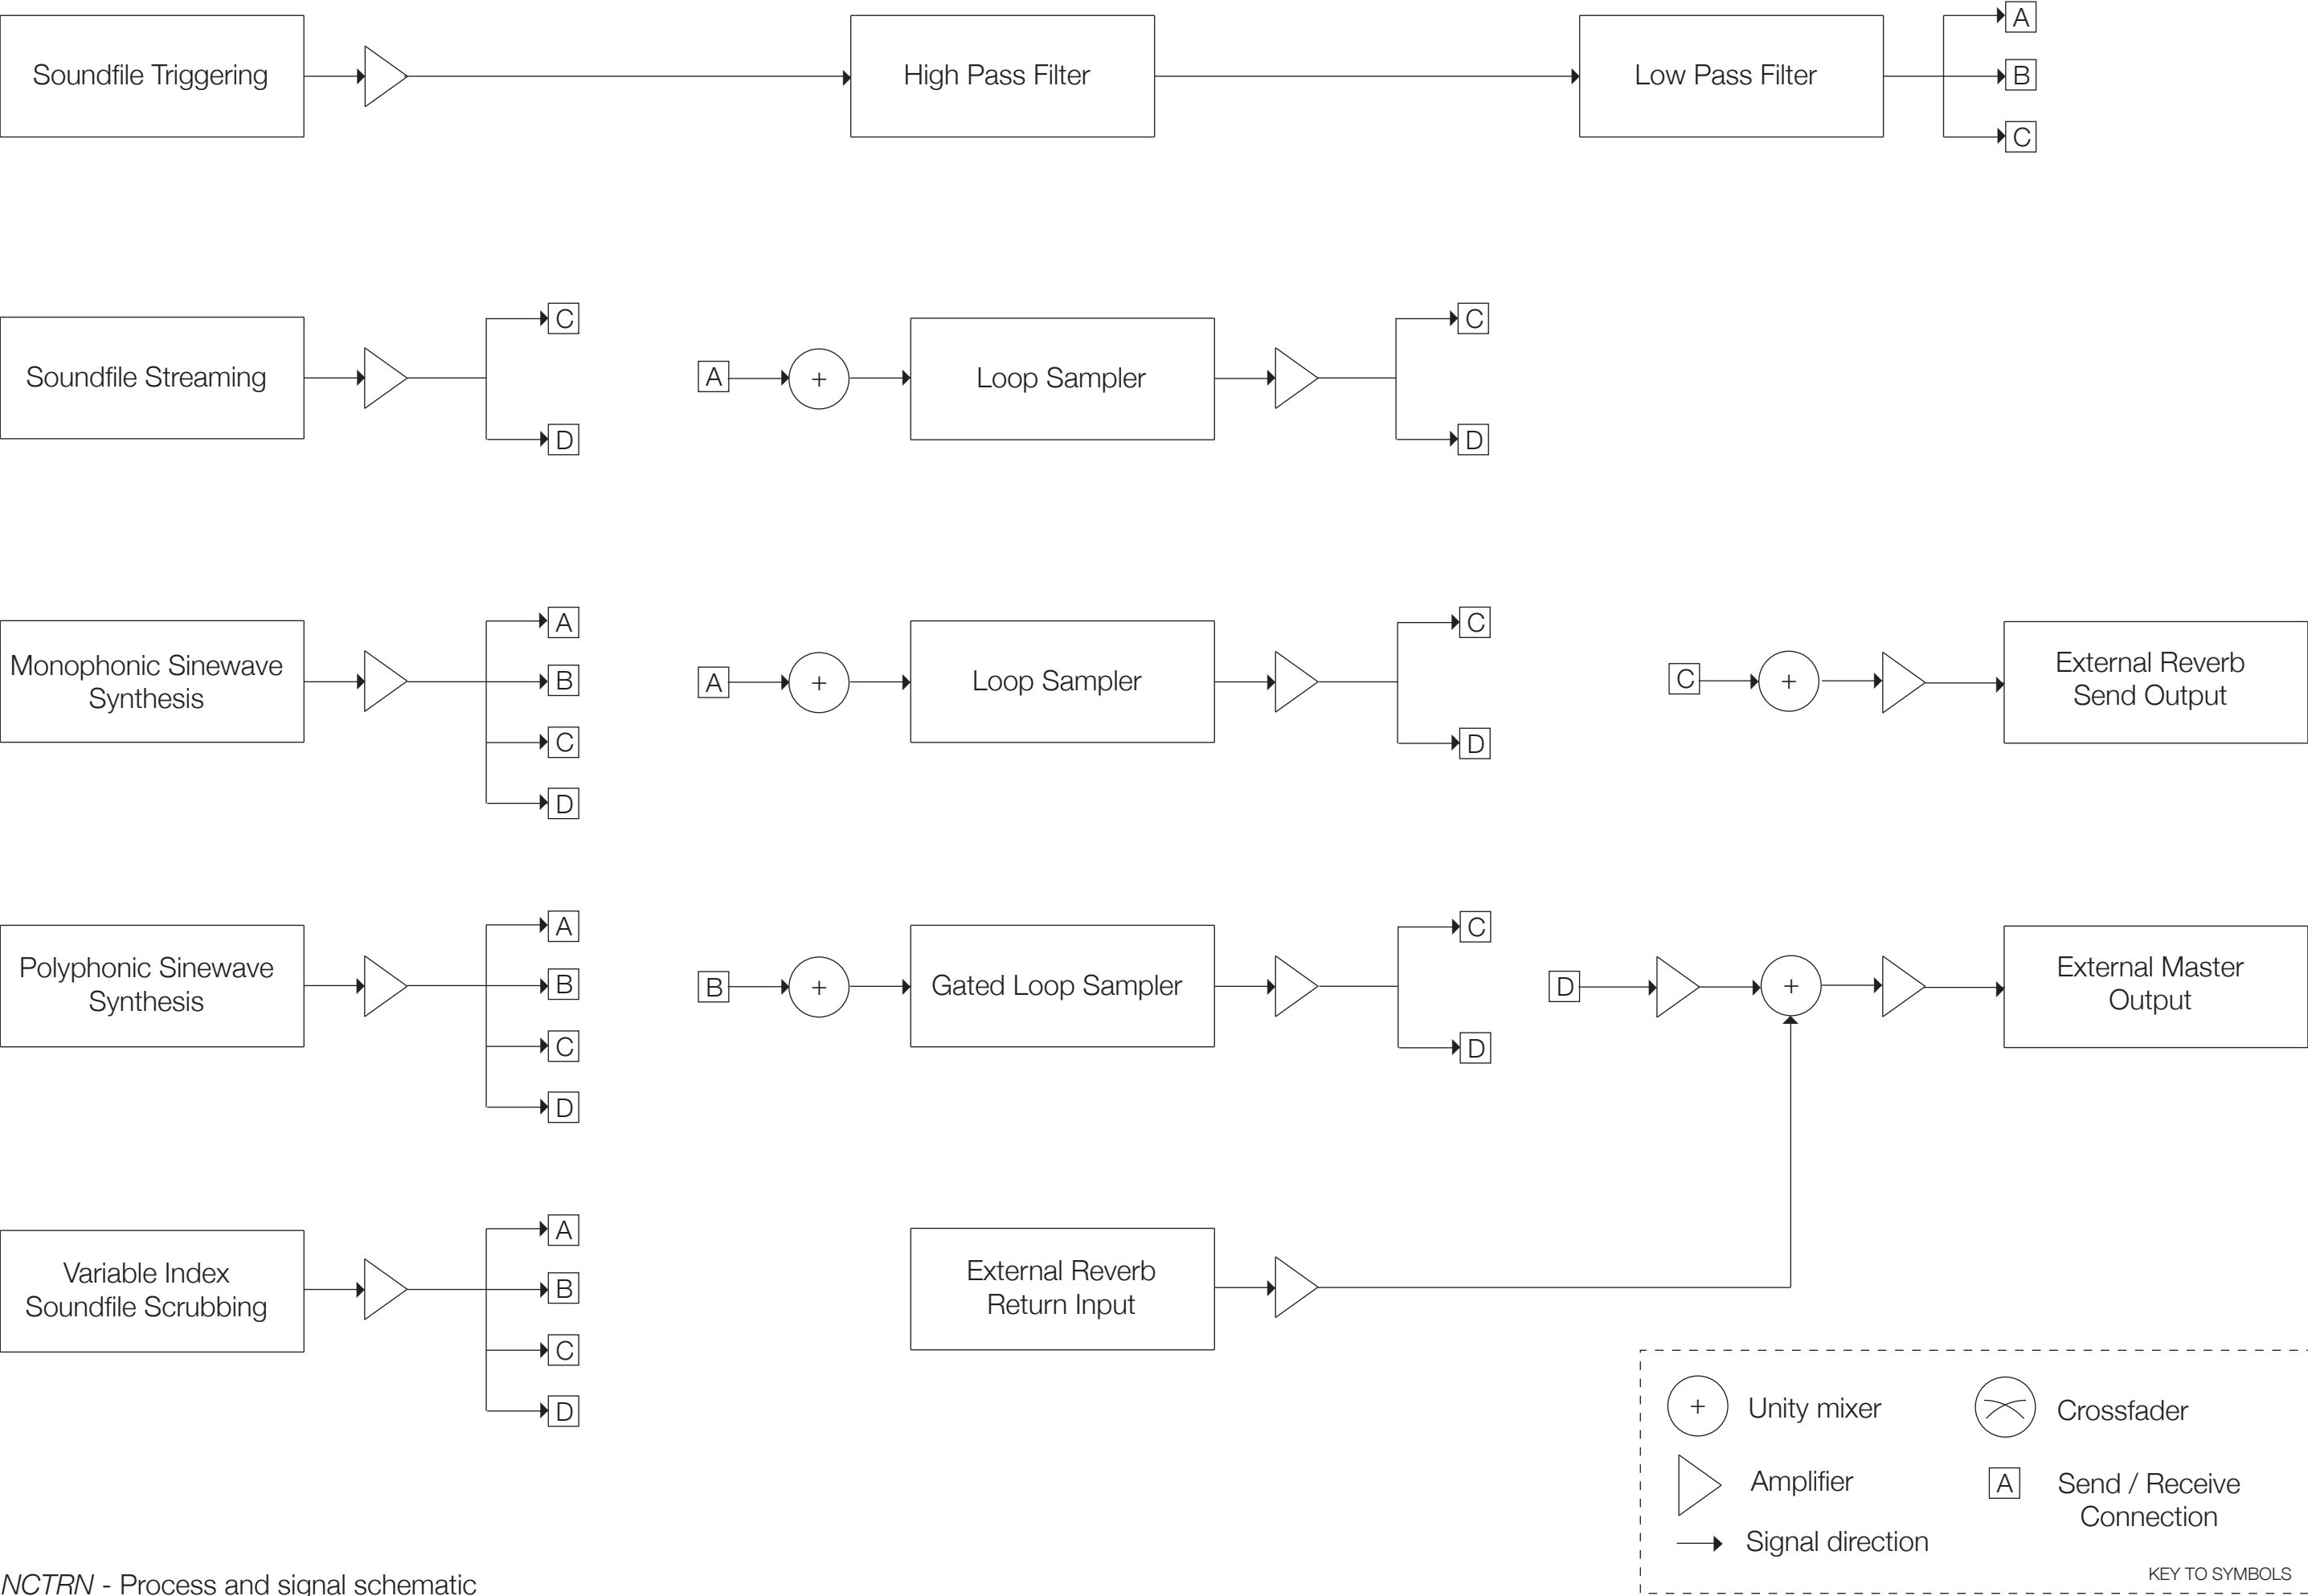 Soundfile Triggering
High Pass Filter
Low Pass Filter
A
B
C
Soundfile Streaming
C
D
A
+
Loop Sampler
C
D
Monophonic Sinewave
Synthesis
A
B
C
D
A
+
Loop Sampler
C
D
C
+
External Reverb
Send Output
Polyphonic Sinewave
Synthesis
A
B
C
D
B
+
Gated Loop Sampler
C
D
D
+
External Master
Output
Variable Index
Soundfile Scrubbing
A
B
C
D
External Reverb
Return Input
+
Unity mixer
Crossfader
Amplifier
A
Send / Receive
Connection
Signal direction
KEY TO SYMBOLS
NCTRN - Process and signal schematic